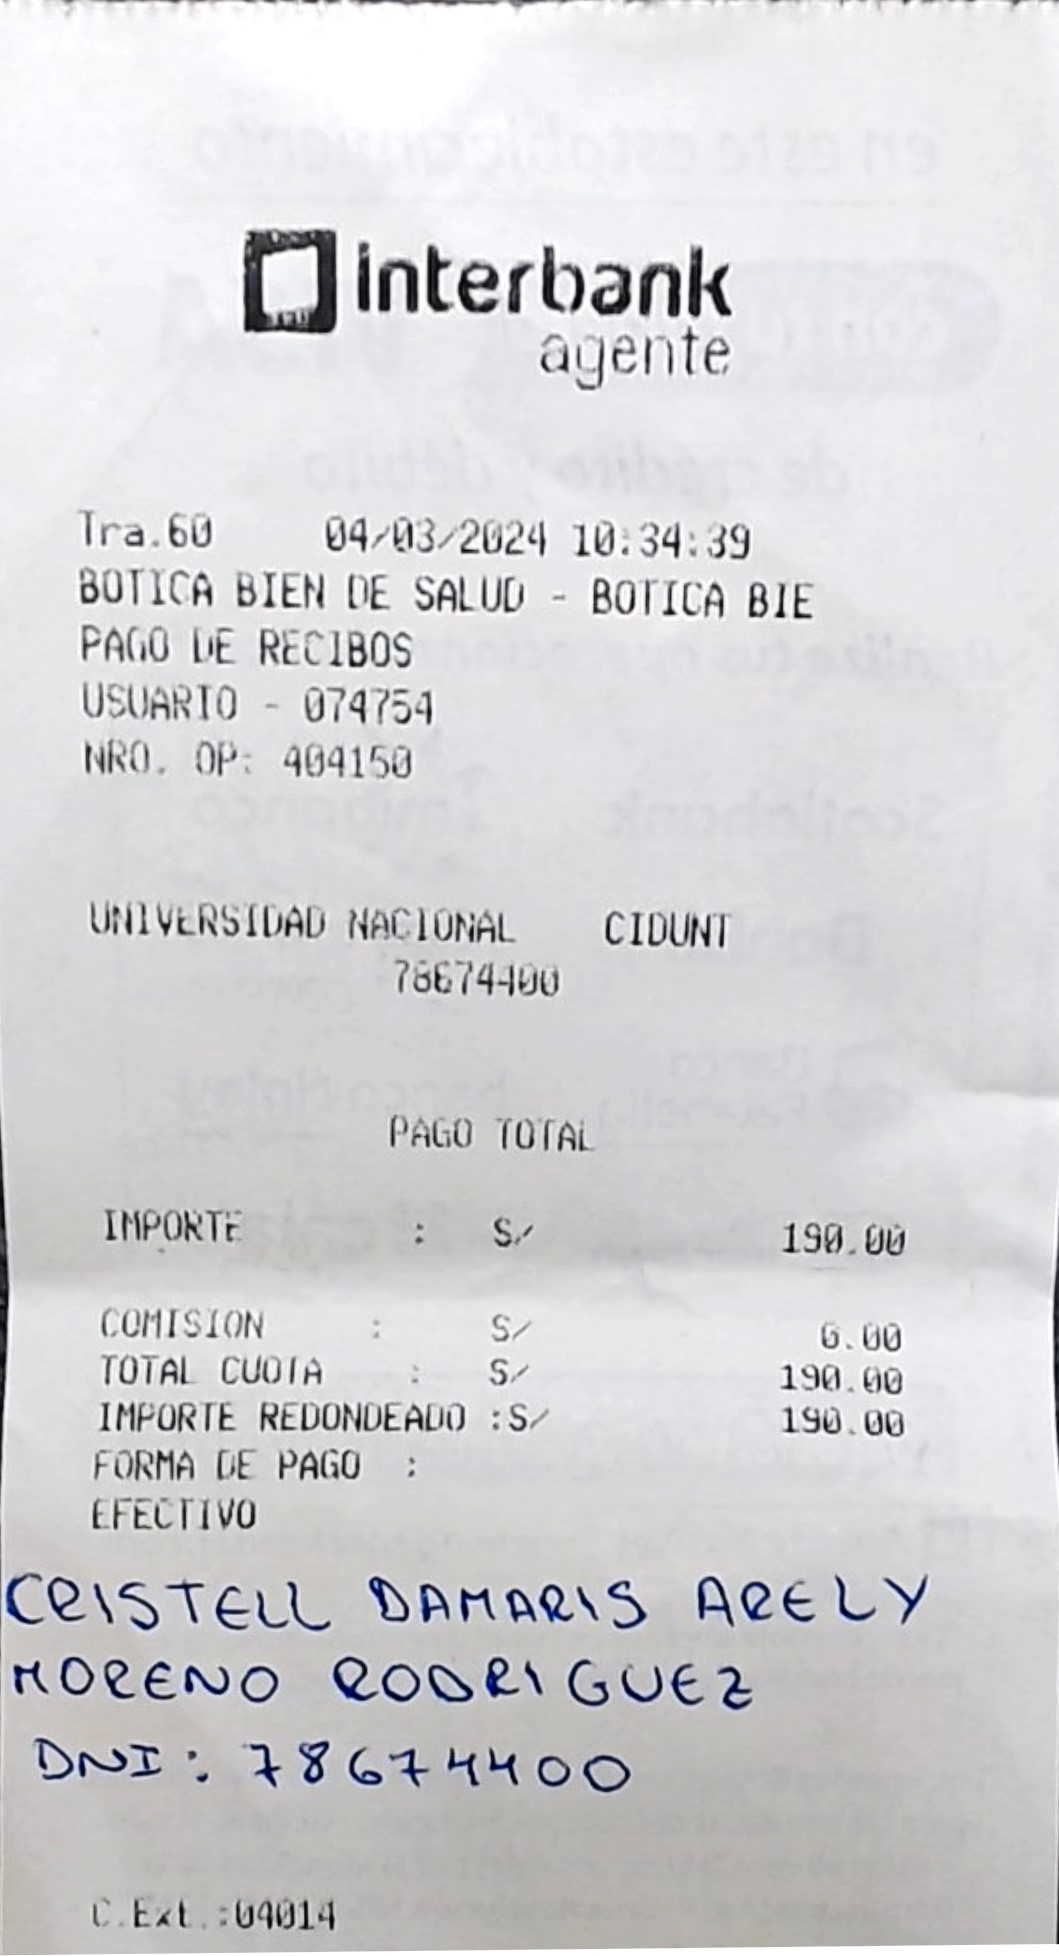 interbank
agente
Tra.60 04/03/2024 10:34:39
BOTICA BIEN DE SALUD - BOTICA BIE
PAGO DE RECIBOS
USUARIO - 074754
NRO. OP: 404150
UNIVERSIDAD NACIONAL CIDUNT
78674400
PAGO TOTAL
IMPORTE : S/ 190.00
COMISION : S/ 0.00
TOTAL CUOTA : S/ 190.00
IMPORTE REDONDEADO :S/ 190.00
FORMA DE PAGO :
EFECTIVO
CRISTELL DAMARIS ARELY
MORENO RODRIGUEZ
DNI: 78674400
C.Ext.:04014